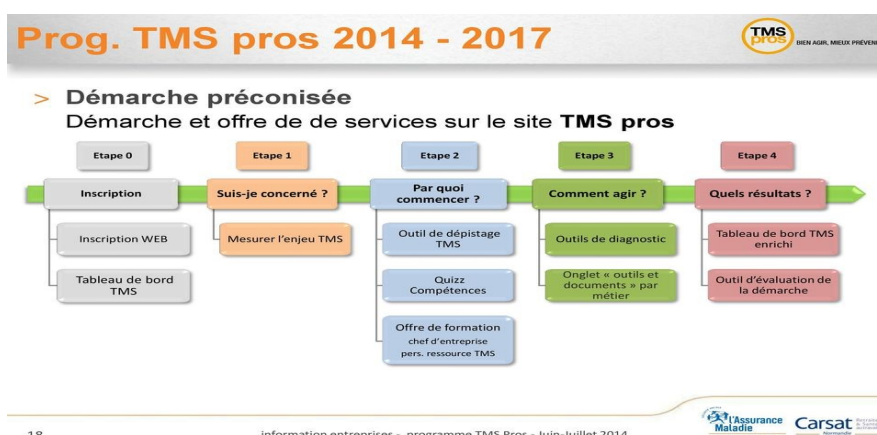 Prog. TMS pros 2014 - 2017
TMS
pros
BIEN AGIR, MIEUX PRÉVENI
> Démarche préconisée
Démarche et offre de de services sur le site TMS pros
Etape 0
Etape 1
Etape 2
Etape 3
Etape 4
Inscription
Suis-je concerné ?
Par quoi
commencer ?
Comment agir ?
Quels résultats ?
Inscription WEB
Tableau de bord
TMS
Mesurer l'enjeu TMS
Outil de dépistage
TMS
Quizz
Compétences
Offre de formation
chef d'entreprise
pers. ressource TMS
Outils de diagnostic
Onglet « outils et
documents » par
métier
Tableau de bord TMS
enrichi
Outil d'évaluation de
la démarche
18
information entreprises - programme TMS Pros - Juin-Juillet 2014
l'Assurance
Maladie
Carsat
Normandie